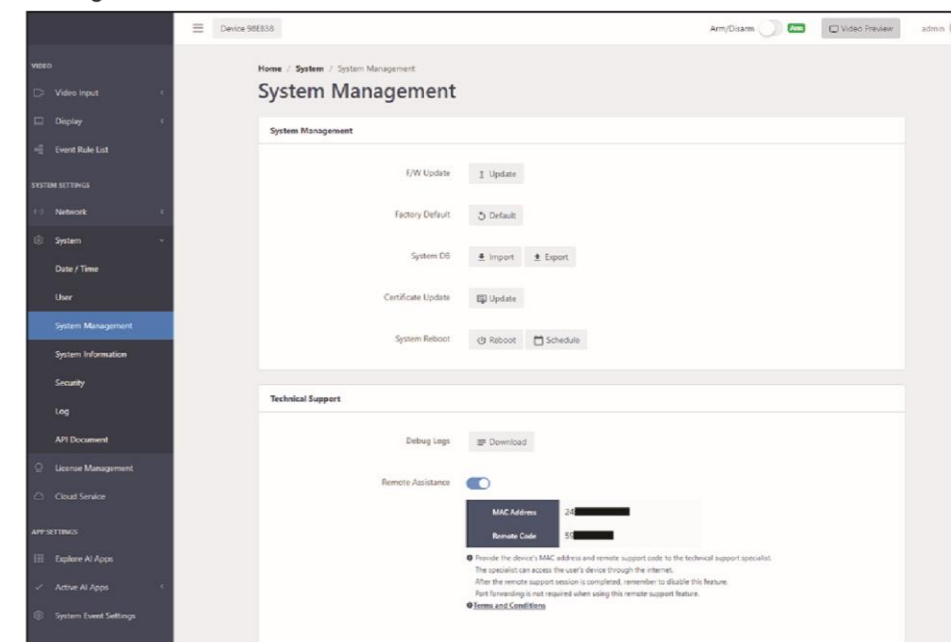 Device 98E838
Arm/Disarm
Arm
Video Preview
admin
VIDEO
Video Input
Display
Event Rule List
SYSTEM SETTINGS
Network
System
Date / Time
User
System Management
System Information
Security
Log
API Document
License Management
Cloud Service
APP SETTINGS
Explore AI Apps
Active AI Apps
System Event Settings
Home / System / System Management
System Management
System Management
F/W Update
Update
Factory Default
Default
System DB
Import
Export
Certificate Update
Update
System Reboot
Reboot
Schedule
Technical Support
Debug Logs
Download
Remote Assistance
MAC Address
24
Remote Code
59
Provide the device's MAC address and remote support code to the technical support specialist.
The specialist can access the user's device through the internet.
After the remote support session is completed, remember to disable this feature.
Port forwarding is not required when using this remote support feature.
Terms and Conditions